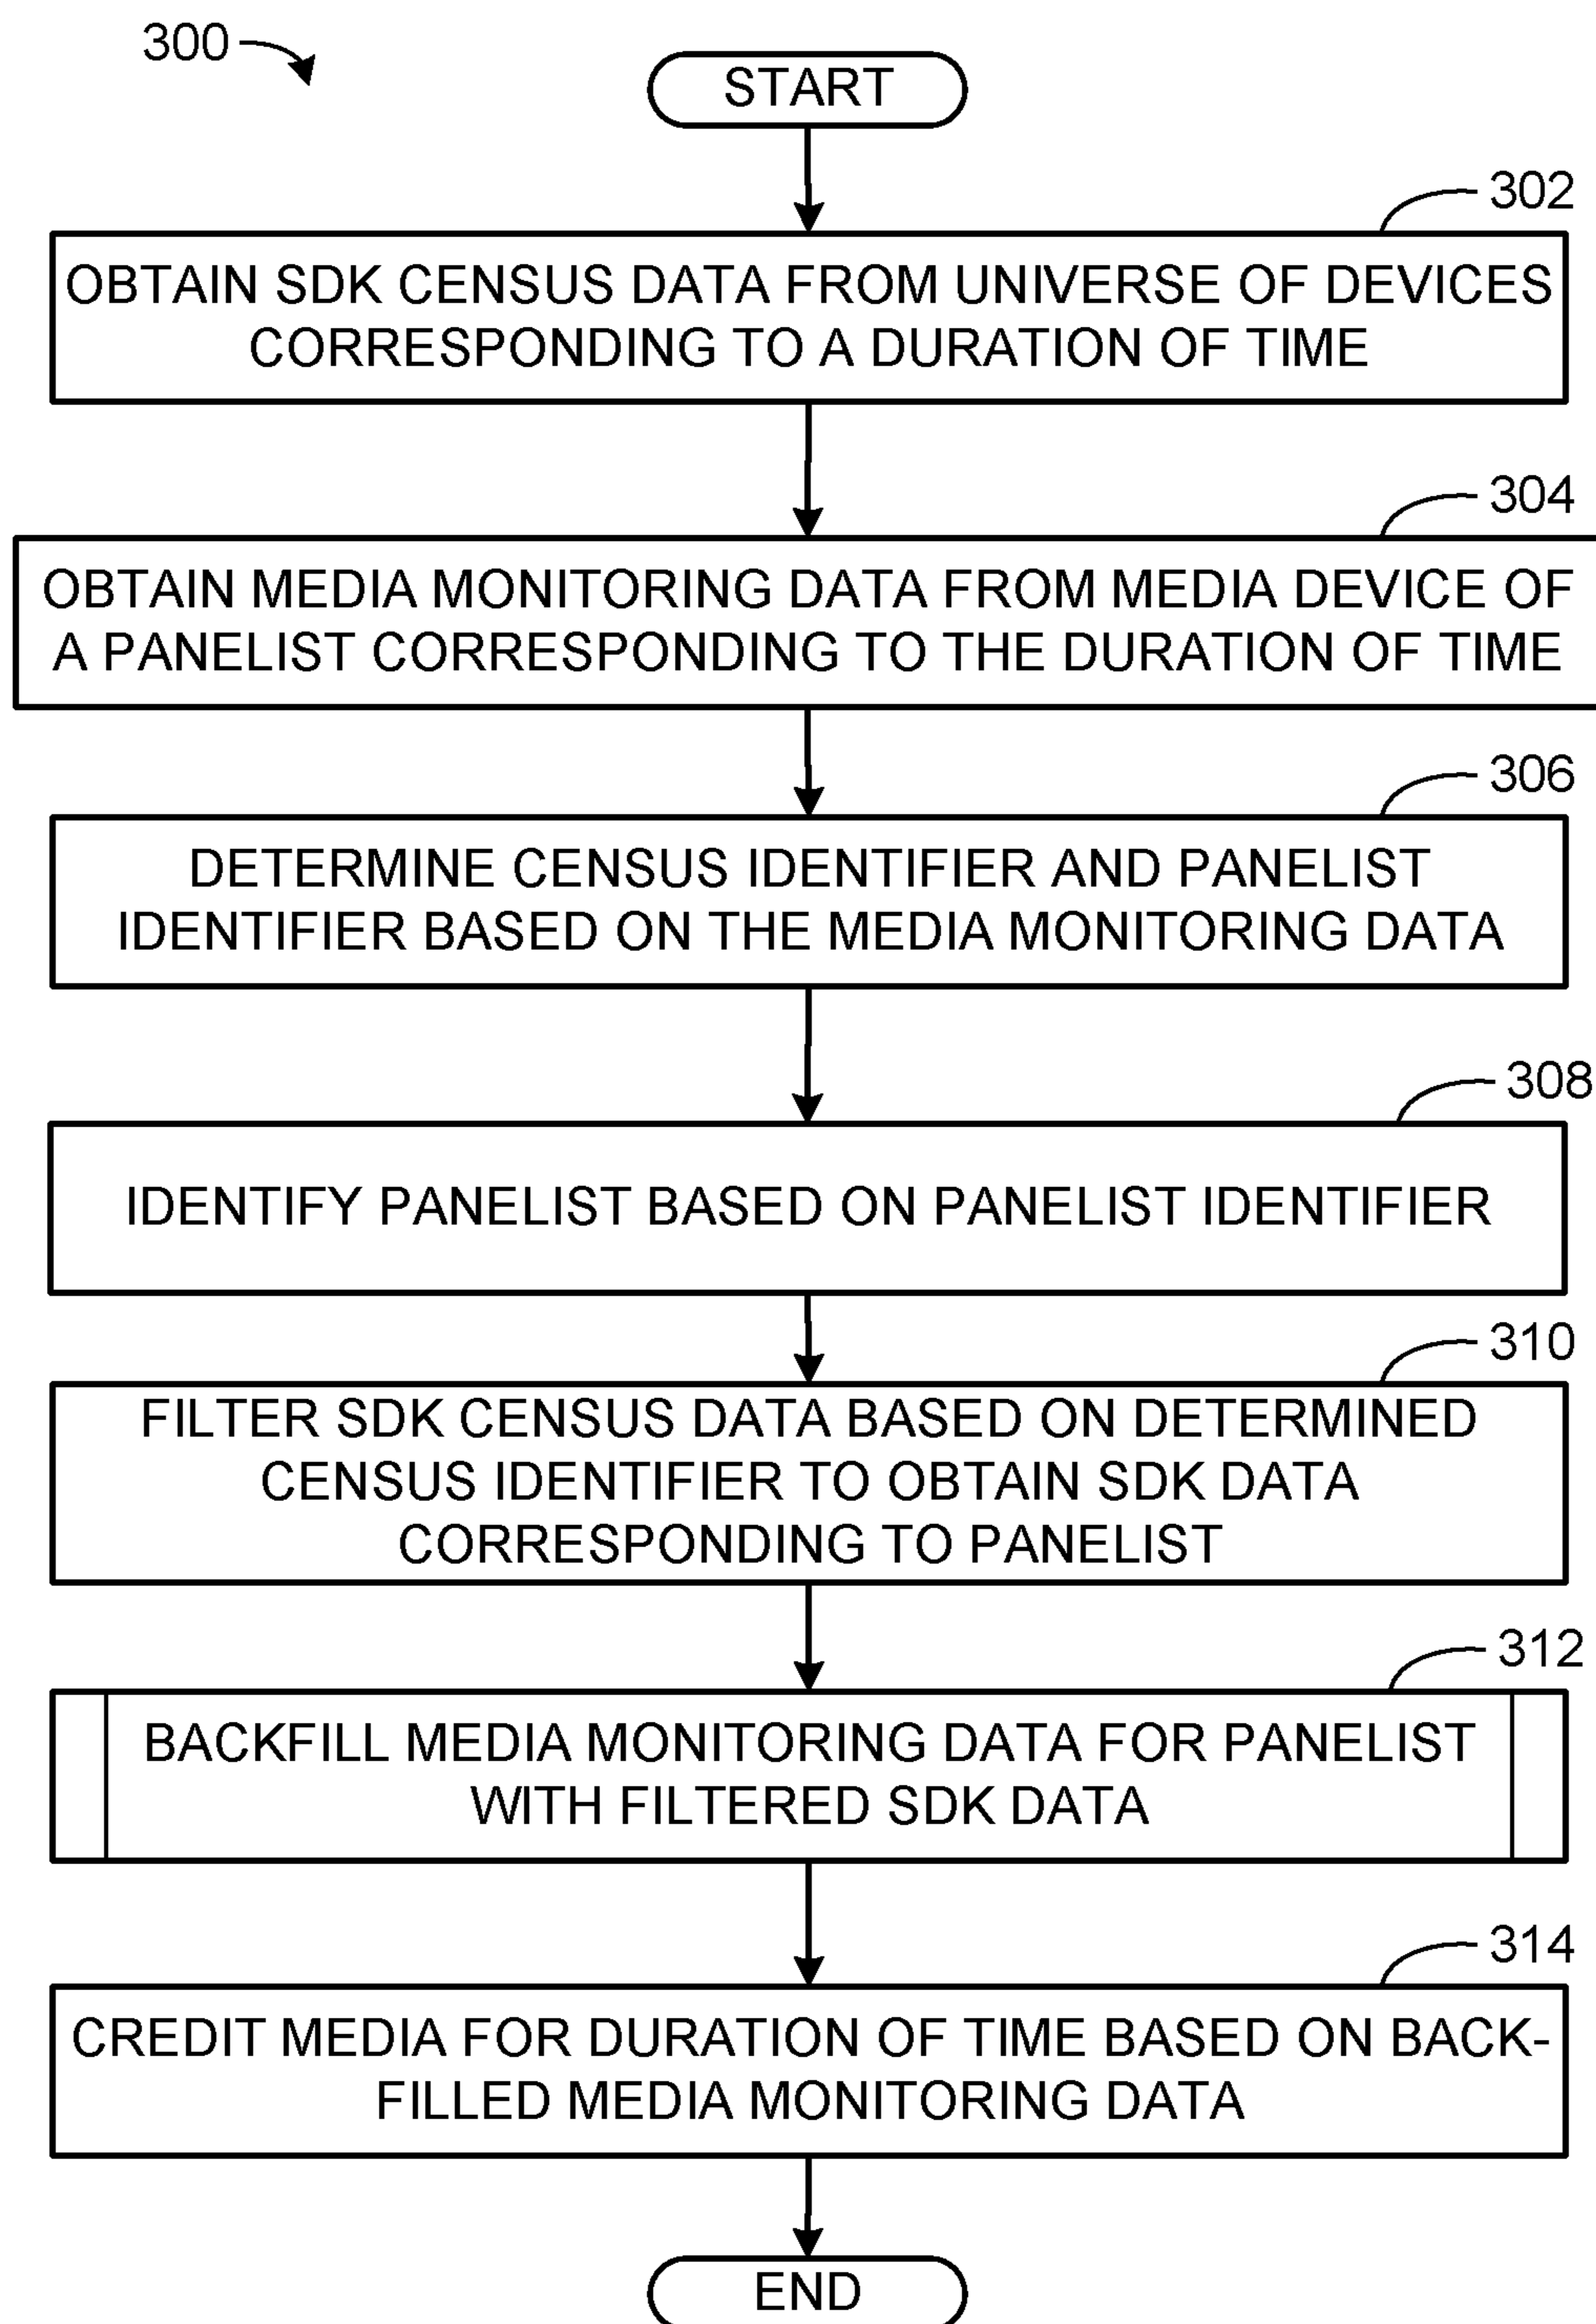 300
START
302
OBTAIN SDK CENSUS DATA FROM UNIVERSE OF DEVICES
CORRESPONDING TO A DURATION OF TIME
304
OBTAIN MEDIA MONITORING DATA FROM MEDIA DEVICE OF
A PANELIST CORRESPONDING TO THE DURATION OF TIME
306
DETERMINE CENSUS IDENTIFIER AND PANELIST
IDENTIFIER BASED ON THE MEDIA MONITORING DATA
308
IDENTIFY PANELIST BASED ON PANELIST IDENTIFIER
310
FILTER SDK CENSUS DATA BASED ON DETERMINED
CENSUS IDENTIFIER TO OBTAIN SDK DATA
CORRESPONDING TO PANELIST
312
BACKFILL MEDIA MONITORING DATA FOR PANELIST
WITH FILTERED SDK DATA
314
CREDIT MEDIA FOR DURATION OF TIME BASED ON BACK-
FILLED MEDIA MONITORING DATA
END